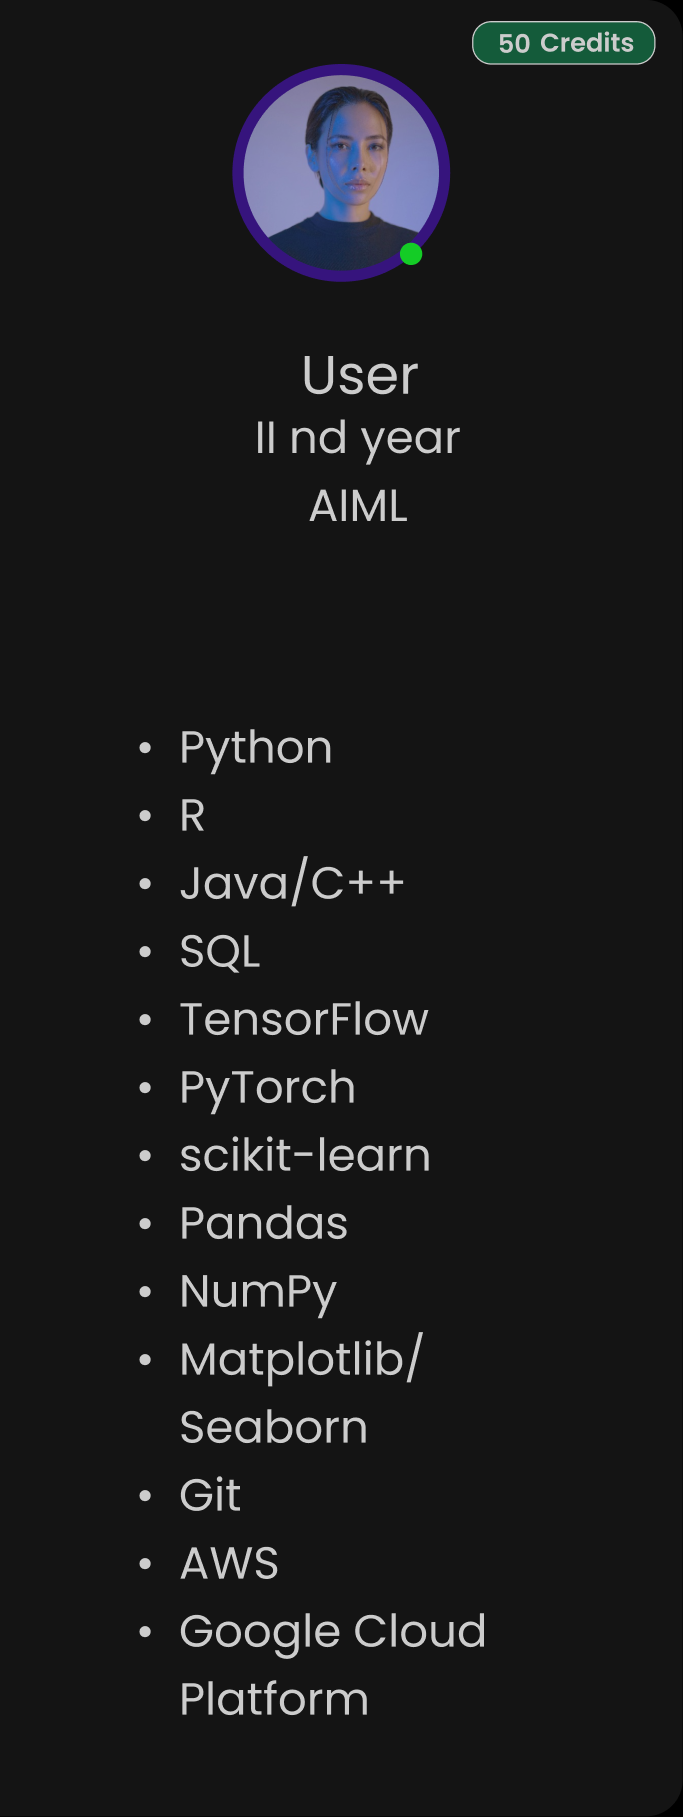 50 Credits
User
II nd year
AIML
• Python
• R
• Java/C++
• SQL
• TensorFlow
• PyTorch
• scikit-learn
• Pandas
• NumPy
• Matplotlib/
Seaborn
• Git
• AWS
• Google Cloud
Platform